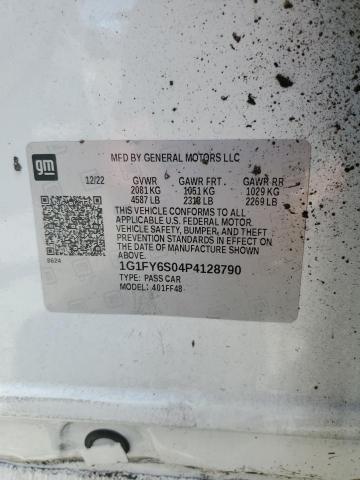 gm
MFD BY GENERAL MOTORS LLC
12/22 GVWR GAWR FRT GAWR RR
2081 KG 1051 KG 1029 KG
4587 LB 2318 LB 2269 LB
THIS VEHICLE CONFORMS TO ALL
APPLICABLE U.S. FEDERAL MOTOR
VEHICLE SAFETY, BUMPER, AND THEFT
PREVENTION STANDARDS IN EFFECT ON THE
DATE OF MANUFACTURE SHOWN
ABOVE.
8624
1G1FY6S04P4128790
TYPE: PASS CAR
MODEL: 401FF48